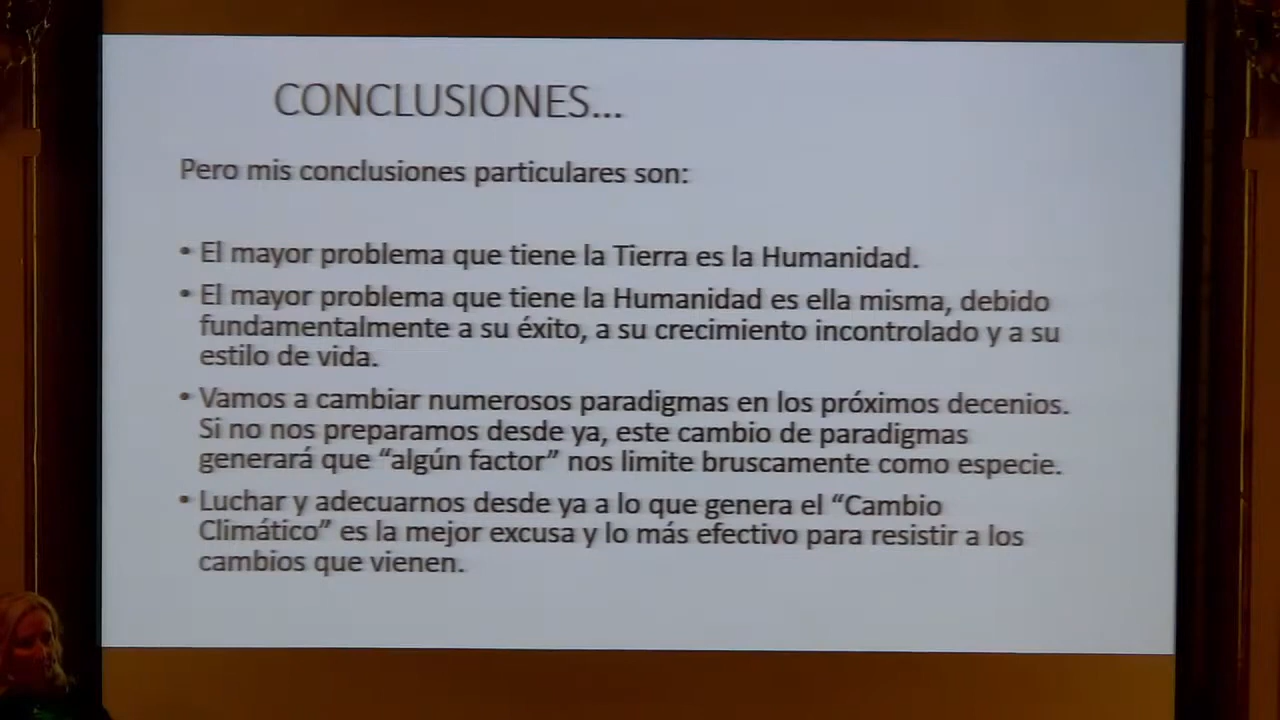 CONCLUSIONES...
Pero mis conclusiones particulares son:
• El mayor problema que tiene la Tierra es la Humanidad.
• El mayor problema que tiene la Humanidad es ella misma, debido
fundamentalmente a su éxito, a su crecimiento incontrolado y a su
estilo de vida.
• Vamos a cambiar numerosos paradigmas en los próximos decenios.
Si no nos preparamos desde ya, este cambio de paradigmas
generará que “algún factor” nos limite bruscamente como especie.
• Luchar y adecuarnos desde ya a lo que genera el “Cambio
Climático” es la mejor excusa y lo más efectivo para resistir a los
cambios que vienen.